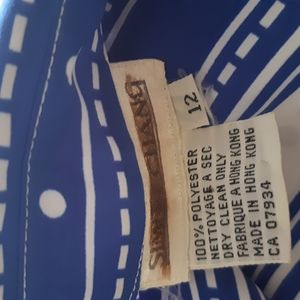 12
100% POLYESTER
NETTOYAGE A SEC
DRY CLEAN ONLY
FABRIQUE A HONG KONG
MADE IN HONG KONG
CA 07934